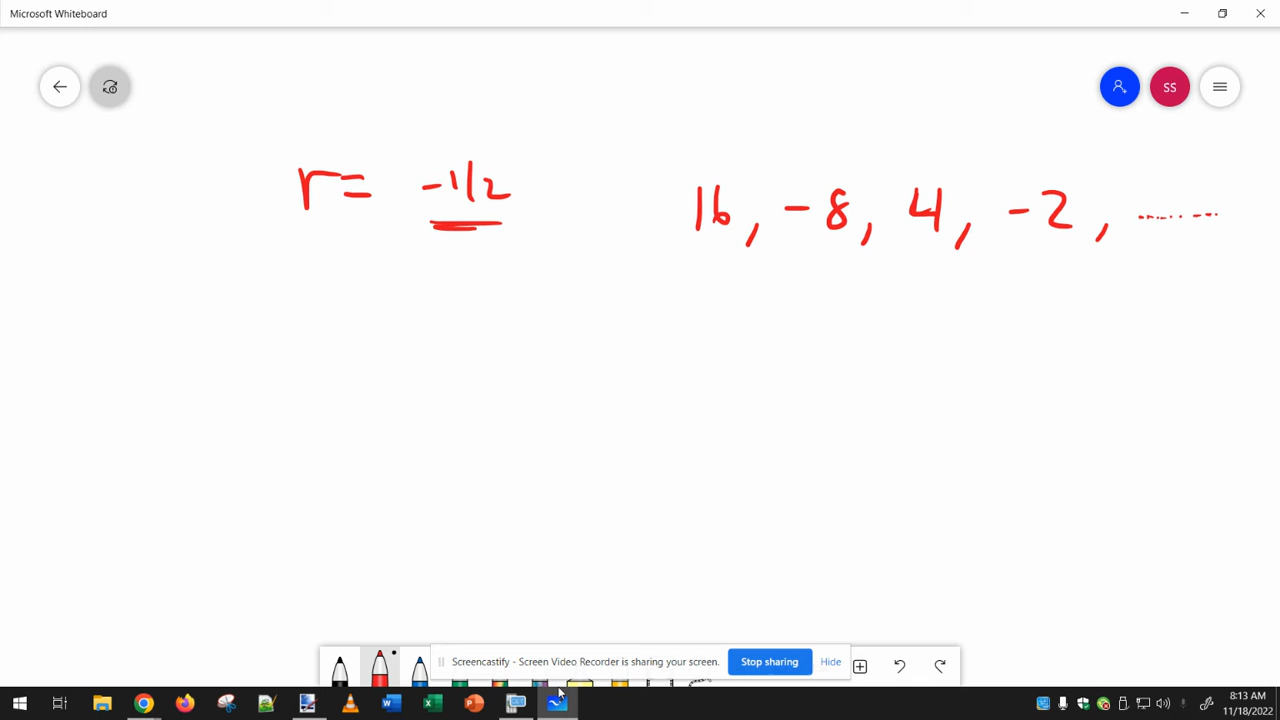 Microsoft Whiteboard
SS
r= -1/2
16, -8, 4, -2, ........
Screencastify - Screen Video Recorder is sharing your screen. Stop sharing Hide
8:13 AM
11/18/2022